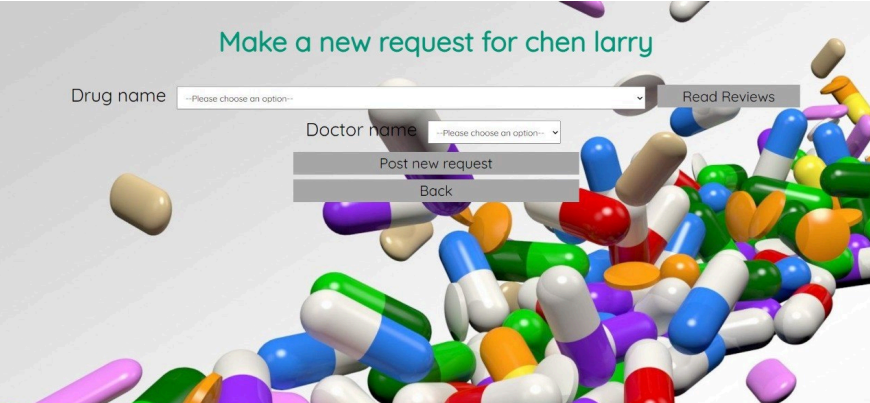 Make a new request for chen larry
Drug name --Please choose an option-- Read Reviews
Doctor name --Please choose an option--
Post new request
Back